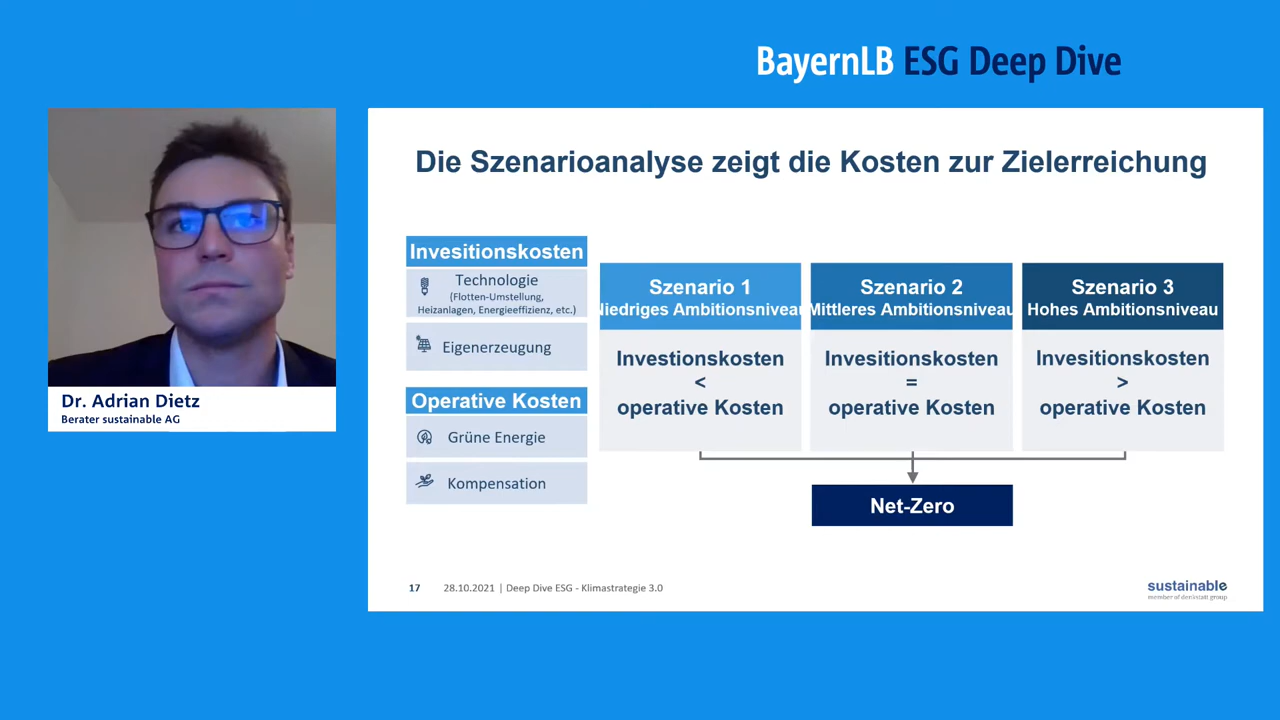 BayernLB ESG Deep Dive
Die Szenarioanalyse zeigt die Kosten zur Zielerreichung
Invesitionskosten
Technologie
(Flotten-Umstellung,
Heizanlagen, Energieeffizienz, etc.)
Eigenerzeugung
Operative Kosten
Grüne Energie
Kompensation
Szenario 1
Niedriges Ambitionsniveau
Investionskosten
<
operative Kosten
Szenario 2
Mittleres Ambitionsniveau
Invesitionskosten
=
operative Kosten
Szenario 3
Hohes Ambitionsniveau
Invesitionskosten
>
operative Kosten
Net-Zero
Dr. Adrian Dietz
Berater sustainable AG
17 28.10.2021 | Deep Dive ESG - Klimastrategie 3.0
sustainable
member of denkstatt group